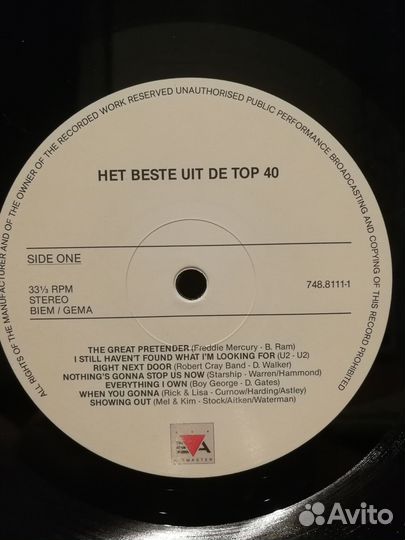 ALL RIGHTS OF THE MANUFACTURER AND OF THE OWNER OF THE RECORDED WORK RESERVED UNAUTHORISED PUBLIC PERFORMANCE BROADCASTING AND COPYING OF THIS RECORD PROHIBITED
HET BESTE UIT DE TOP 40
SIDE ONE
33⅓ RPM 748.8111-1
STEREO
BIEM / GEMA
THE GREAT PRETENDER (Freddie Mercury - B. Ram)
I STILL HAVEN'T FOUND WHAT I'M LOOKING FOR (U2 - U2)
RIGHT NEXT DOOR (Robert Cray Band - D. Walker)
NOTHING'S GONNA STOP US NOW (Starship - Warren/Hammond)
EVERYTHING I OWN (Boy George - D. Gates)
WHEN YOU GONNA (Rick & Lisa - Curnow/Harding/Astley)
SHOWING OUT (Mel & Kim - Stock/Aitken/Waterman)
A
Avito